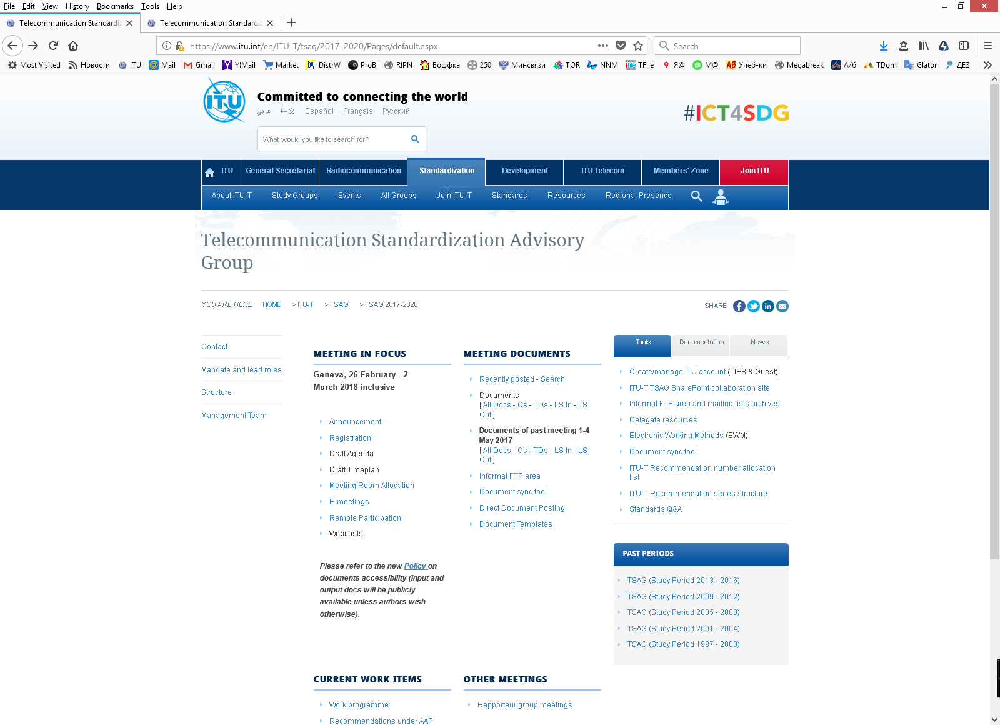 File Edit View History Bookmarks Tools Help
Telecommunication Standardiz
Telecommunication Standardiz
https://www.itu.int/en/ITU-T/tsag/2017-2020/Pages/default.aspx
Search
Most Visited Новости ITU Mail Gmail Y!Mail Market DistrW ProB RIPN Воффка 250 Минсвязи TOR NNM TFile Я@ M@ Учеб-ки Megabreak А/б TDom Glator ДЕЗ
ITU
Committed to connecting the world
عربي 中文 Español Français Русский
#ICT4SDG
What would you like to search for?
ITU General Secretariat Radiocommunication Standardization Development ITU Telecom Members' Zone Join ITU
About ITU-T Study Groups Events All Groups Join ITU-T Standards Resources Regional Presence
Telecommunication Standardization Advisory
Group
YOU ARE HERE HOME > ITU-T > TSAG > TSAG 2017-2020
SHARE
Contact
Mandate and lead roles
Structure
Management Team
MEETING IN FOCUS
Geneva, 26 February - 2
March 2018 inclusive
Announcement
Registration
Draft Agenda
Draft Timeplan
Meeting Room Allocation
E-meetings
Remote Participation
Webcasts
Please refer to the new Policy on
documents accessibility (input and
output docs will be publicly
available unless authors wish
otherwise).
MEETING DOCUMENTS
Recently posted - Search
Documents
[ All Docs - Cs - TDs - LS In - LS
Out ]
Documents of past meeting 1-4
May 2017
[ All Docs - Cs - TDs - LS In - LS
Out ]
Informal FTP area
Document sync tool
Direct Document Posting
Document Templates
Tools Documentation News
Create/manage ITU account (TIES & Guest)
ITU-T TSAG SharePoint collaboration site
Informal FTP area and mailing lists archives
Delegate resources
Electronic Working Methods (EWM)
Document sync tool
ITU-T Recommendation number allocation
list
ITU-T Recommendation series structure
Standards Q&A
PAST PERIODS
TSAG (Study Period 2013 - 2016)
TSAG (Study Period 2009 - 2012)
TSAG (Study Period 2005 - 2008)
TSAG (Study Period 2001 - 2004)
TSAG (Study Period 1997 - 2000)
CURRENT WORK ITEMS
Work programme
Recommendations under AAP
OTHER MEETINGS
Rapporteur group meetings